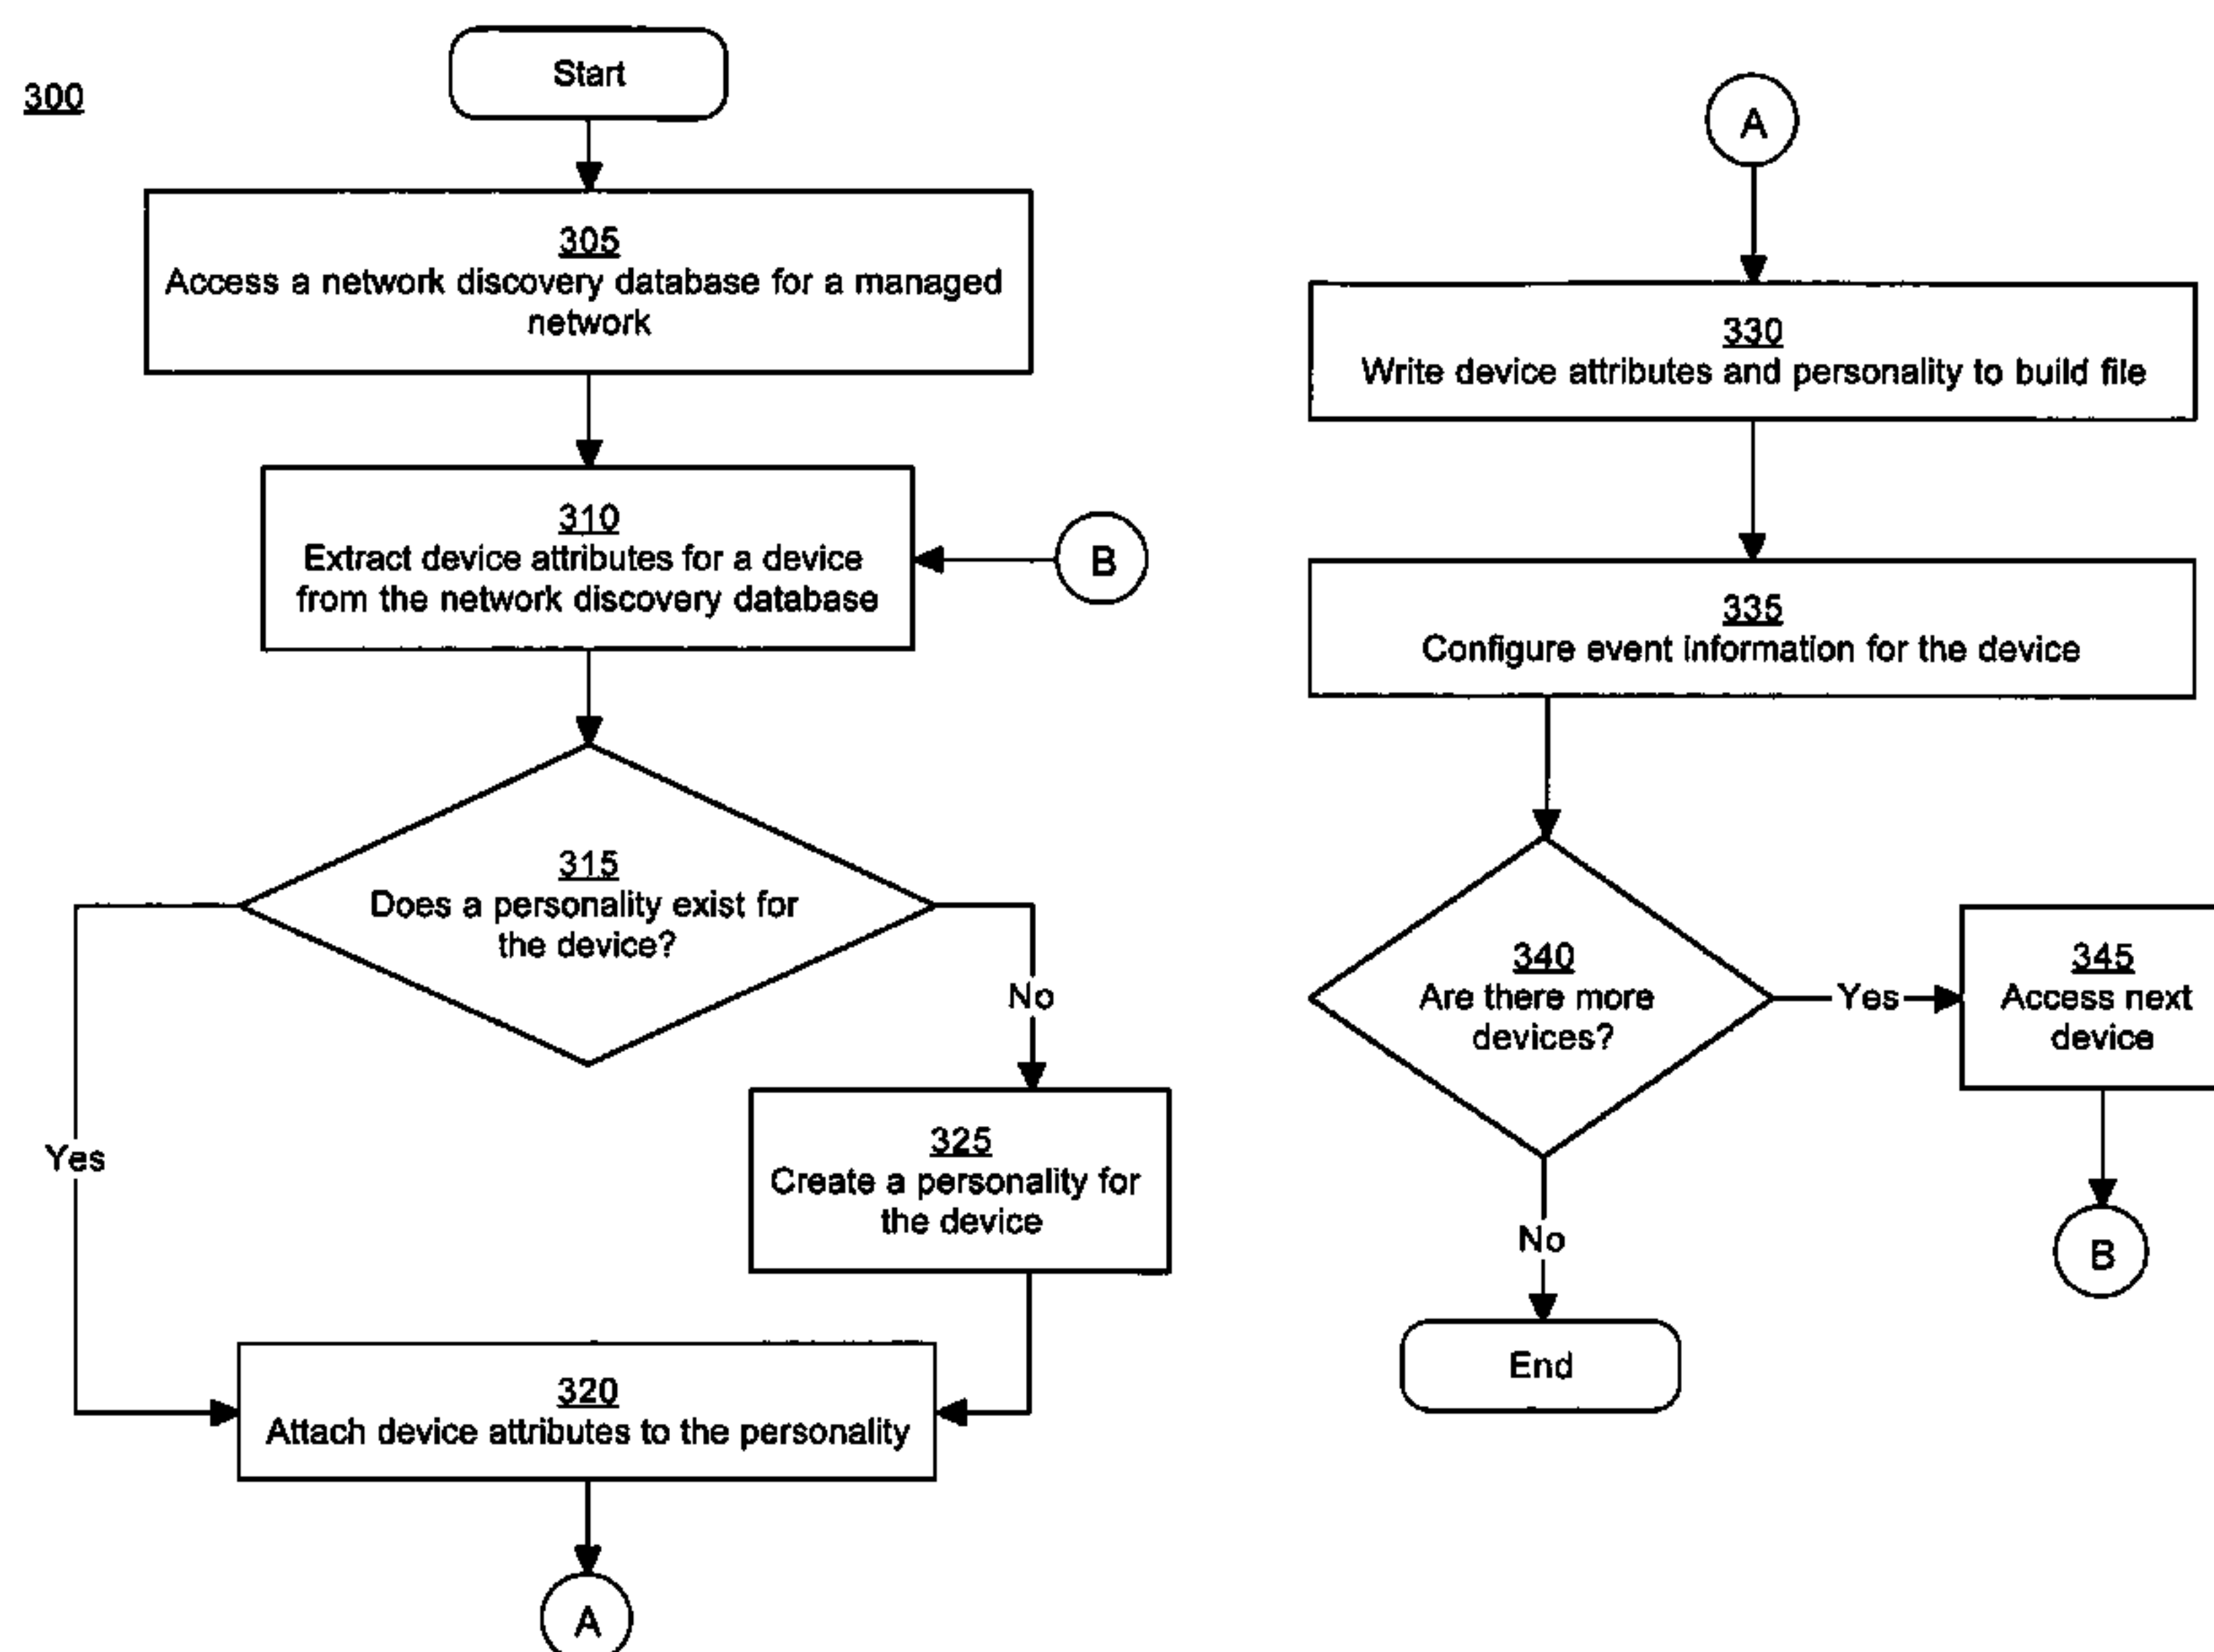 300
Start
305
Access a network discovery database for a managed
network
310
Extract device attributes for a device
from the network discovery database
B
315
Does a personality exist for
the device?
No
Yes
325
Create a personality for
the device
320
Attach device attributes to the personality
A
A
330
Write device attributes and personality to build file
335
Configure event information for the device
340
Are there more
devices?
Yes
345
Access next
device
No
B
End